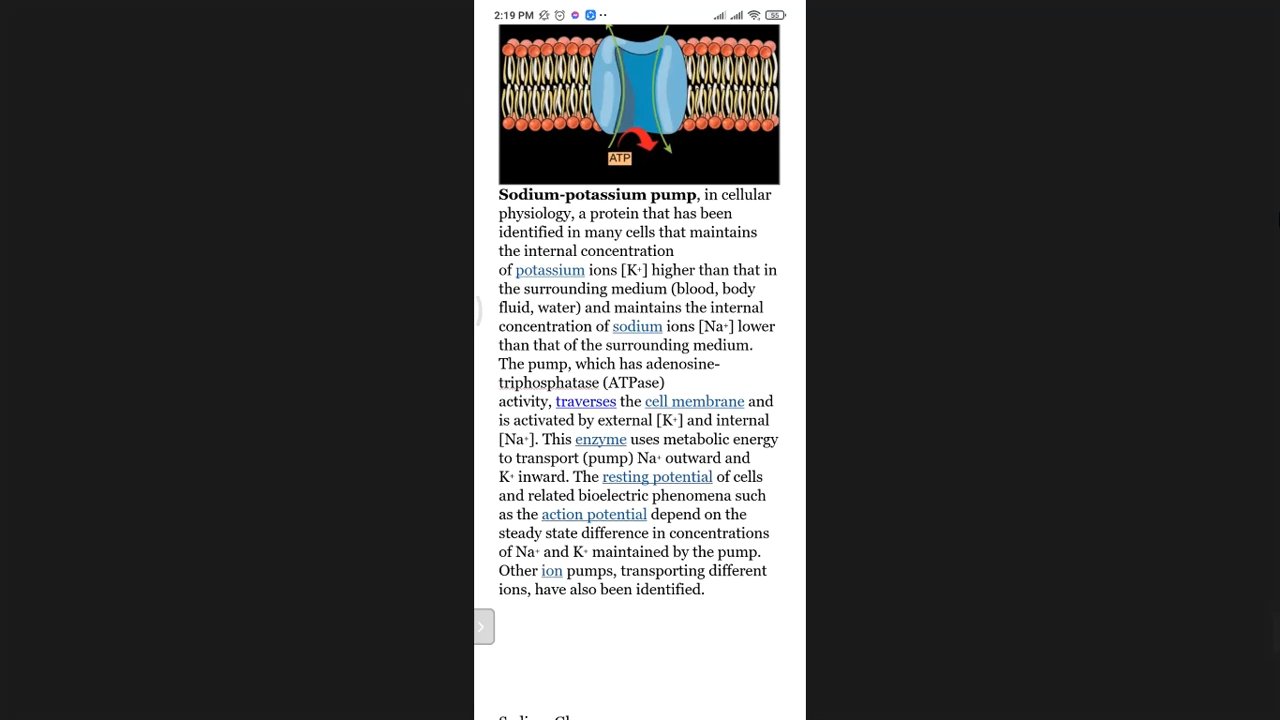 2:19 PM
55
ATP
Sodium-potassium pump, in cellular
physiology, a protein that has been
identified in many cells that maintains
the internal concentration
of potassium ions [K+] higher than that in
the surrounding medium (blood, body
fluid, water) and maintains the internal
concentration of sodium ions [Na+] lower
than that of the surrounding medium.
The pump, which has adenosine-
triphosphatase (ATPase)
activity, traverses the cell membrane and
is activated by external [K+] and internal
[Na+]. This enzyme uses metabolic energy
to transport (pump) Na+ outward and
K+ inward. The resting potential of cells
and related bioelectric phenomena such
as the action potential depend on the
steady state difference in concentrations
of Na+ and K+ maintained by the pump.
Other ion pumps, transporting different
ions, have also been identified.